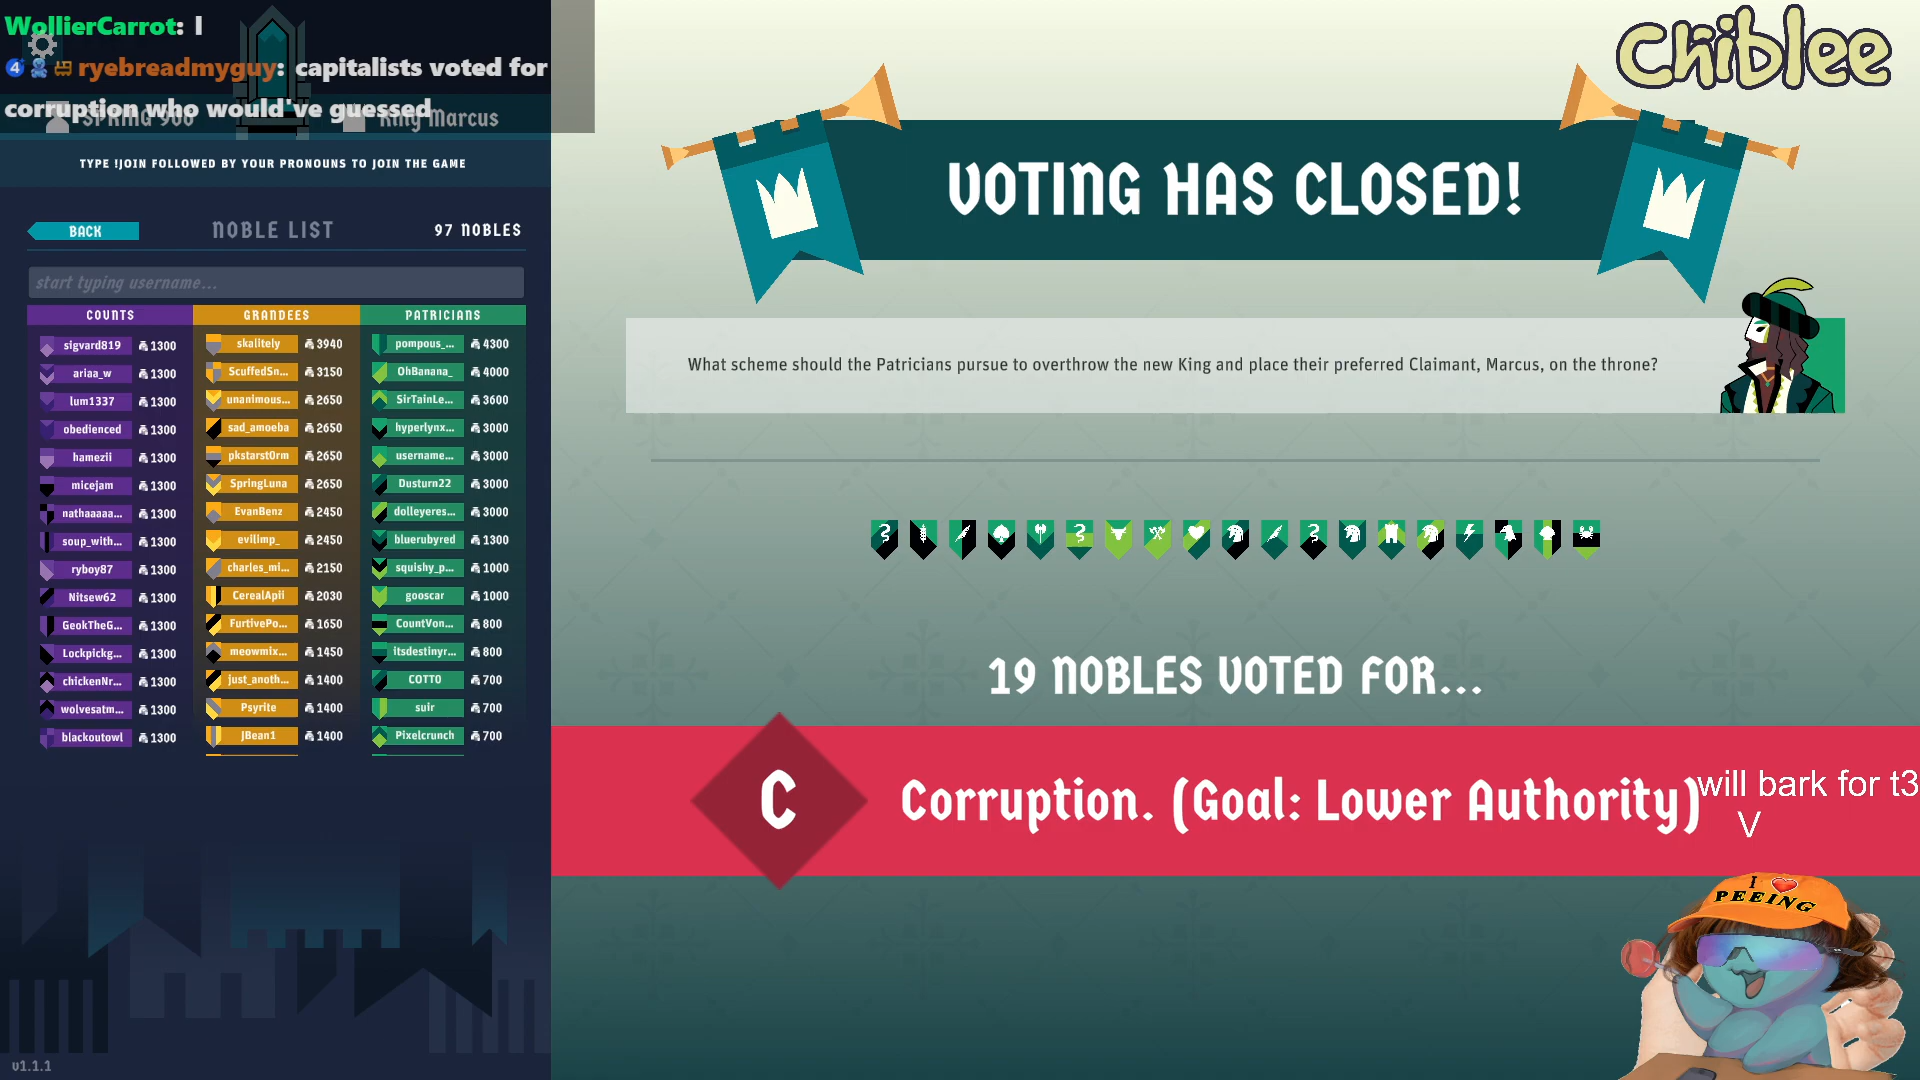 WollierCarrot: I
4 ryebreadmyguy: capitalists voted for
corruption who would've guessed
SPRING 906
King Marcus
TYPE !JOIN FOLLOWED BY YOUR PRONOUNS TO JOIN THE GAME
BACK
NOBLE LIST
97 NOBLES
start typing username...
COUNTS GRANDEES PATRICIANS
sigvard819 1300 skalitely 3940 pompous_... 4300
ariaa_w 1300 ScuffedSn... 3150 OhBanana_ 4000
lum1337 1300 unanimous... 2650 SirTainLe... 3600
obedienced 1300 sad_amoeba 2650 hyperlynx... 3000
hamezii 1300 pkstarst0rm 2650 username... 3000
micejam 1300 SpringLuna 2650 Dusturn22 3000
nathaaaaa... 1300 EvanBenz 2450 dolleyeres... 3000
soup_with... 1300 evilimp_ 2450 bluerubyred 1300
ryboy87 1300 charles_mi... 2150 squishy_p... 1000
Nitsew62 1300 CerealApii 2030 gooscar 1000
GeokTheG... 1300 FurtivePo... 1650 CountVon... 800
Lockpickg... 1300 meowmix... 1450 itsdestinyr... 800
chickenNr... 1300 just_anoth... 1400 COTTO 700
wolvesatm... 1300 Psyrite 1400 suir 700
blackoutowl 1300 JBean1 1400 Pixelcrunch 700
v1.1.1
Chiblee
VOTING HAS CLOSED!
What scheme should the Patricians pursue to overthrow the new King and place their preferred Claimant, Marcus, on the throne?
19 NOBLES VOTED FOR...
C
Corruption. (Goal: Lower Authority)
will bark for t3
V
I
PEEING